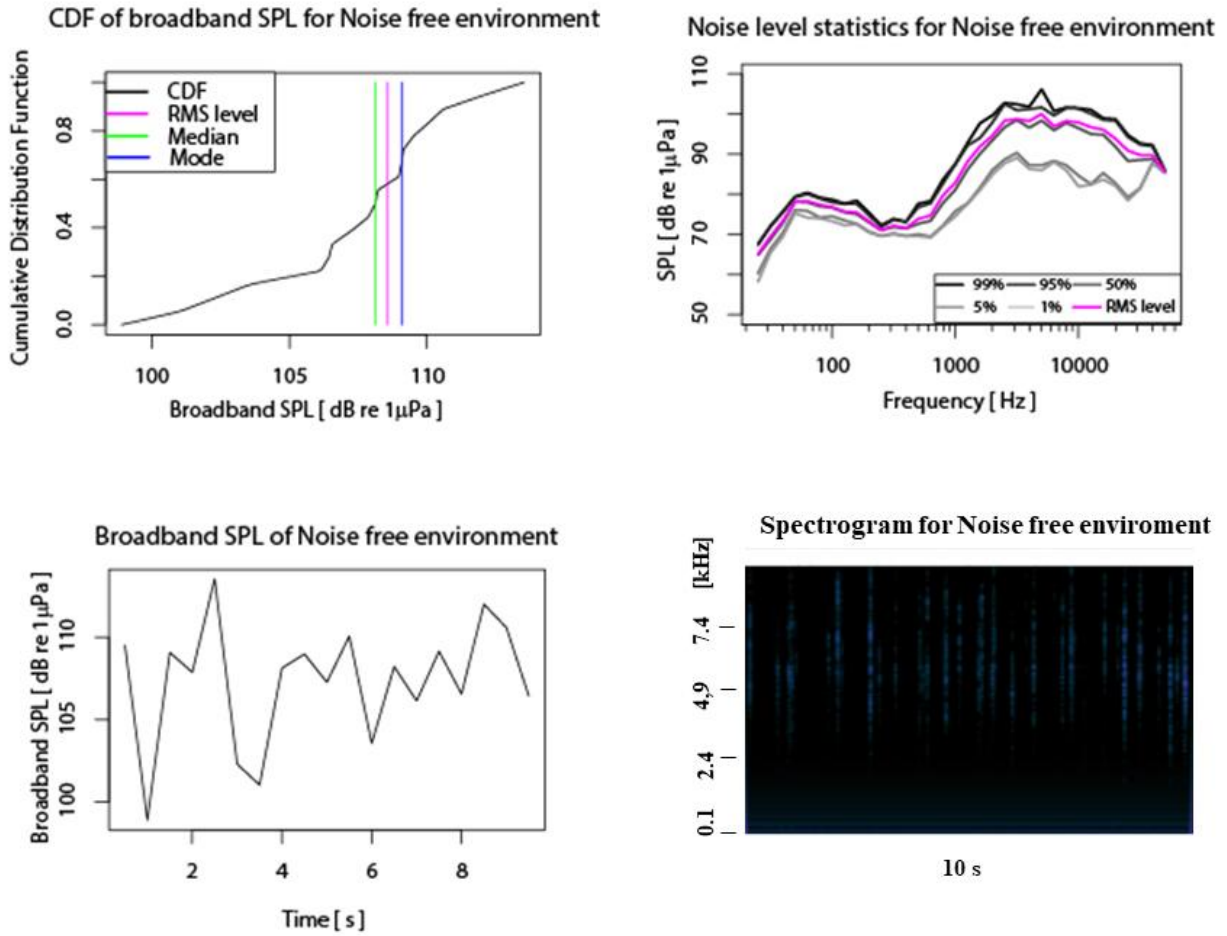 CDF of broadband SPL for Noise free environment
Cumulative Distribution Function
0.0 0.4 0.8
CDF
RMS level
Median
Mode
100 105 110
Broadband SPL [ dB re 1μPa ]
Noise level statistics for Noise free environment
SPL [ dB re 1μPa ]
50 70 90 110
99% 95% 50%
5% 1% RMS level
100 1000 10000
Frequency [ Hz ]
Broadband SPL of Noise free environment
Broadband SPL [ dB re 1μPa ]
100 105 110
2 4 6 8
Time [ s ]
Spectrogram for Noise free enviroment
[kHz]
7.4
4,9
2.4
0.1
10 s